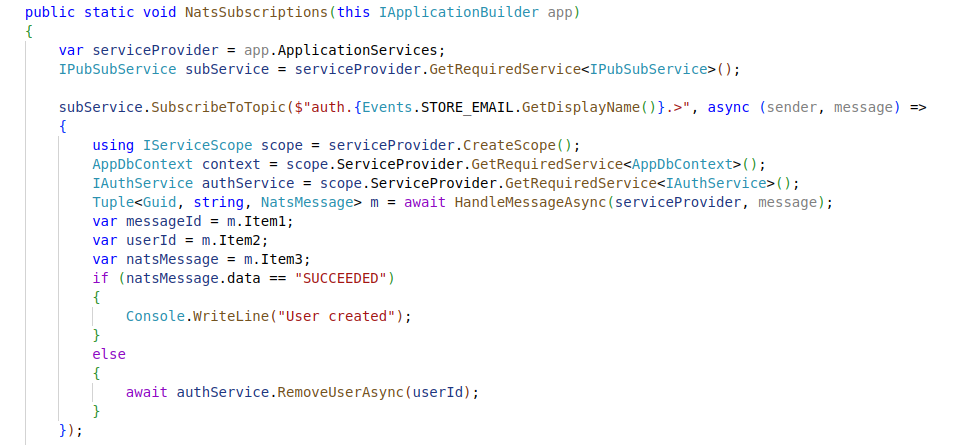 public static void NatsSubscriptions(this IApplicationBuilder app)
{
    var serviceProvider = app.ApplicationServices;
    IPubSubService subService = serviceProvider.GetRequiredService<IPubSubService>();

    subService.SubscribeToTopic($"auth.{Events.STORE_EMAIL.GetDisplayName()}.>", async (sender, message) =>
    {
        using IServiceScope scope = serviceProvider.CreateScope();
        AppDbContext context = scope.ServiceProvider.GetRequiredService<AppDbContext>();
        IAuthService authService = scope.ServiceProvider.GetRequiredService<IAuthService>();
        Tuple<Guid, string, NatsMessage> m = await HandleMessageAsync(serviceProvider, message);
        var messageId = m.Item1;
        var userId = m.Item2;
        var natsMessage = m.Item3;
        if (natsMessage.data == "SUCCEEDED")
        {
            Console.WriteLine("User created");
        }
        else
        {
            await authService.RemoveUserAsync(userId);
        }
    });